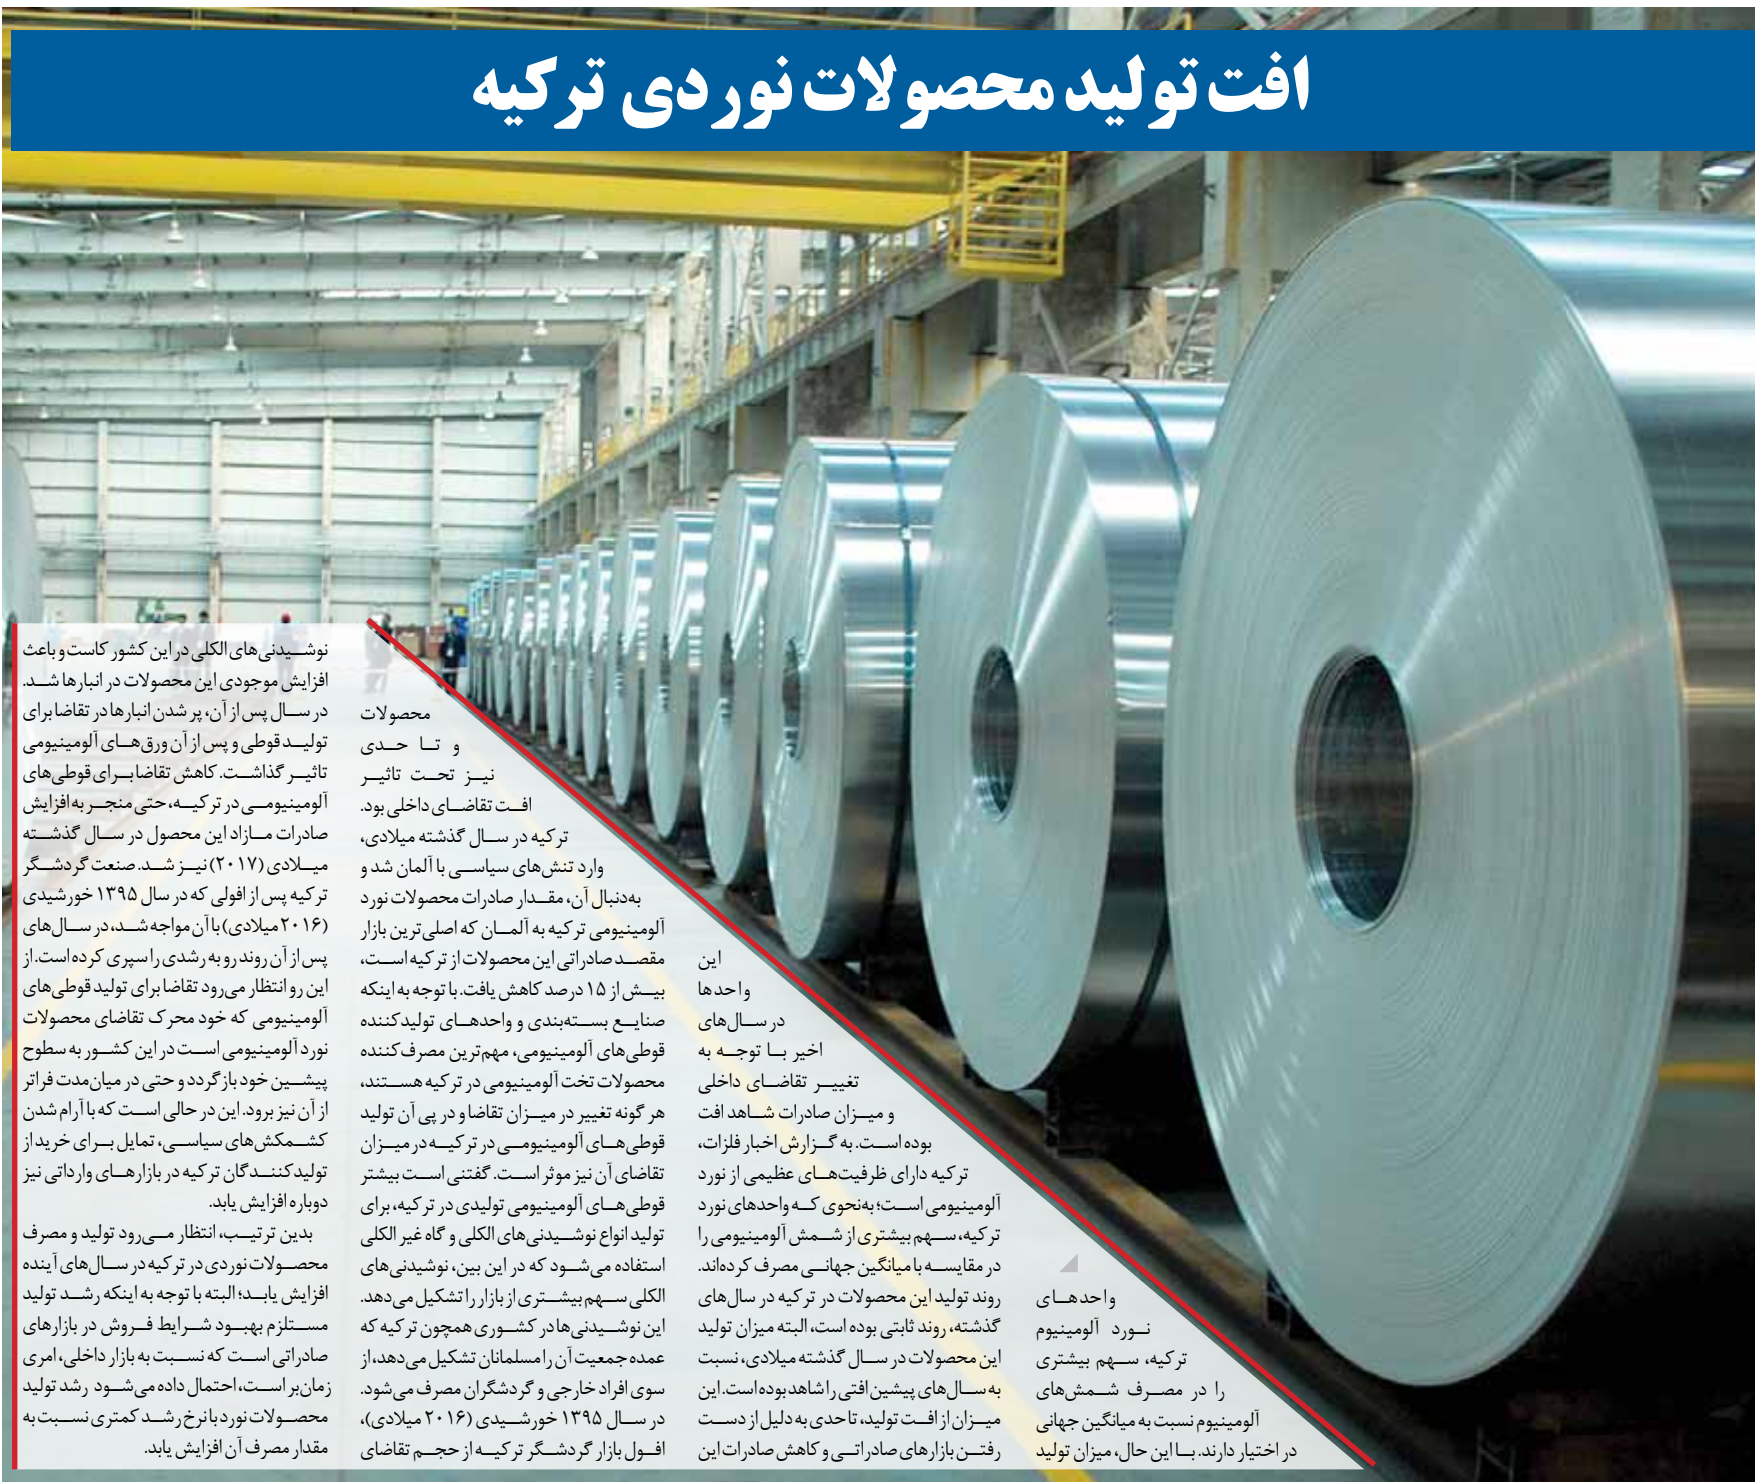 افت تولید محصولات نوردی ترکیه
واحدهای
نورد آلومینیوم
ترکیه، سهم بیشتری
را در مصرف شمش‌های
آلومینیوم نسبت به میانگین جهانی
در اختیار دارند. با این حال، میزان تولید
این
واحدها
در سال‌های
اخیر با توجه به
تغییر تقاضای داخلی
و میزان صادرات شاهد افت
بوده است. به گزارش اخبار فلزات،
ترکیه دارای ظرفیت‌های عظیمی از نورد
آلومینیومی است؛ به‌نحوی که واحدهای نورد
ترکیه، سهم بیشتری از شمش آلومینیومی را
در مقایسه با میانگین جهانی مصرف کرده‌اند.
روند تولید این محصولات در ترکیه در سال‌های
گذشته، روند ثابتی بوده است، البته میزان تولید
این محصولات در سال گذشته میلادی، نسبت
به سال‌های پیشین افتی را شاهد بوده است. این
میزان از افت تولید، تا حدی به دلیل از دست
رفتن بازارهای صادراتی و کاهش صادرات این
محصولات
و تا حدی
نیز تحت تاثیر
افت تقاضای داخلی بود.
ترکیه در سال گذشته میلادی،
وارد تنش‌های سیاسی با آلمان شد و
به‌دنبال آن، مقدار صادرات محصولات نورد
آلومینیومی ترکیه به آلمان که اصلی‌ترین بازار
مقصد صادراتی این محصولات از ترکیه است،
بیش از ۱۵ درصد کاهش یافت. با توجه به اینکه
صنایع بسته‌بندی و واحدهای تولیدکننده
قوطی‌های آلومینیومی، مهم‌ترین مصرف‌کننده
محصولات تخت آلومینیومی در ترکیه هستند،
هر گونه تغییر در میزان تقاضا و در پی آن تولید
قوطی‌های آلومینیومی در ترکیه در میزان
تقاضای آن نیز موثر است. گفتنی است بیشتر
قوطی‌های آلومینیومی تولیدی در ترکیه، برای
تولید انواع نوشیدنی‌های الکلی و گاه غیر الکلی
استفاده می‌شود که در این بین، نوشیدنی‌های
الکلی سهم بیشتری از بازار را تشکیل می‌دهد.
این نوشیدنی‌ها در کشوری همچون ترکیه که
عمده جمعیت آن را مسلمانان تشکیل می‌دهد، از
سوی افراد خارجی و گردشگران مصرف می‌شود.
در سال ۱۳۹۵ خورشیدی (۲۰۱۶ میلادی)،
افول بازار گردشگر ترکیه از حجم تقاضای
نوشیدنی‌های الکلی در این کشور کاست و باعث
افزایش موجودی این محصولات در انبارها شد.
در سال پس از آن، پر شدن انبارها در تقاضا برای
تولید قوطی و پس از آن ورق‌های آلومینیومی
تاثیر گذاشت. کاهش تقاضا برای قوطی‌های
آلومینیومی در ترکیه، حتی منجر به افزایش
صادرات مازاد این محصول در سال گذشته
میلادی (۲۰۱۷) نیز شد. صنعت گردشگر
ترکیه پس از افولی که در سال ۱۳۹۵ خورشیدی
(۲۰۱۶ میلادی) با آن مواجه شد، در سال‌های
پس از آن روند رو به رشدی را سپری کرده است. از
این رو انتظار می‌رود تقاضا برای تولید قوطی‌های
آلومینیومی که خود محرک تقاضای محصولات
نورد آلومینیومی است در این کشور به سطوح
پیشین خود بازگردد و حتی در میان‌مدت فراتر
از آن نیز برود. این در حالی است که با آرام شدن
کشمکش‌های سیاسی، تمایل برای خرید از
تولیدکنندگان ترکیه در بازارهای وارداتی نیز
دوباره افزایش یابد.
بدین ترتیب، انتظار می‌رود تولید و مصرف
محصولات نوردی در ترکیه در سال‌های آینده
افزایش یابد؛ البته با توجه به اینکه رشد تولید
مستلزم بهبود شرایط فروش در بازارهای
صادراتی است که نسبت به بازار داخلی، امری
زمان‌بر است، احتمال داده می‌شود رشد تولید
محصولات نورد با نرخ رشد کمتری نسبت به
مقدار مصرف آن افزایش یابد.